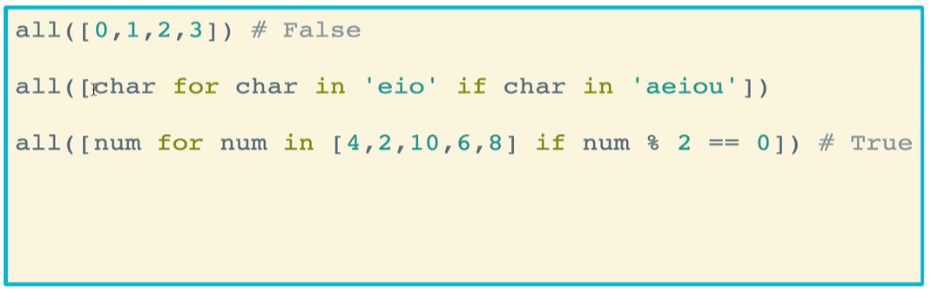 all([0,1,2,3]) # False
all([char for char in 'eio' if char in 'aeiou'])
all([num for num in [4,2,10,6,8] if num % 2 == 0]) # True